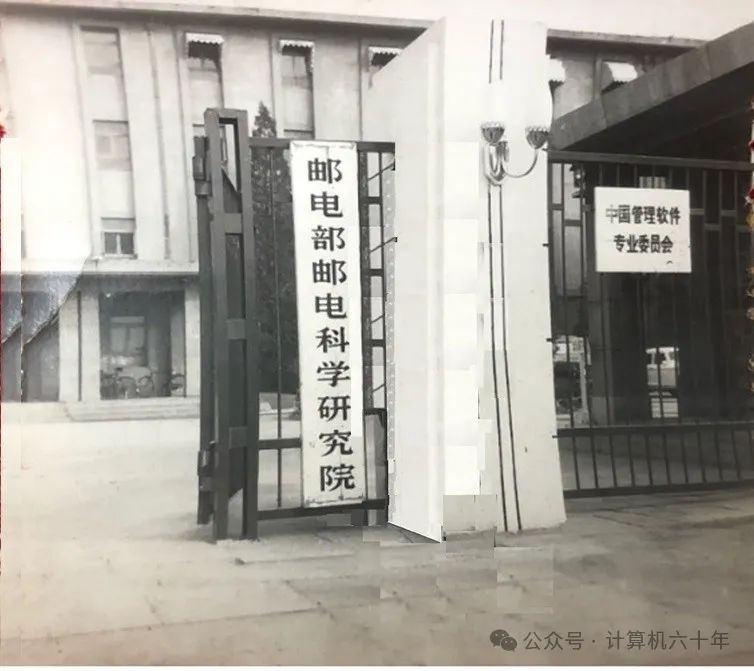 邮电部邮电科学研究院
中国管理软件
专业委员会
公众号·计算机六十年